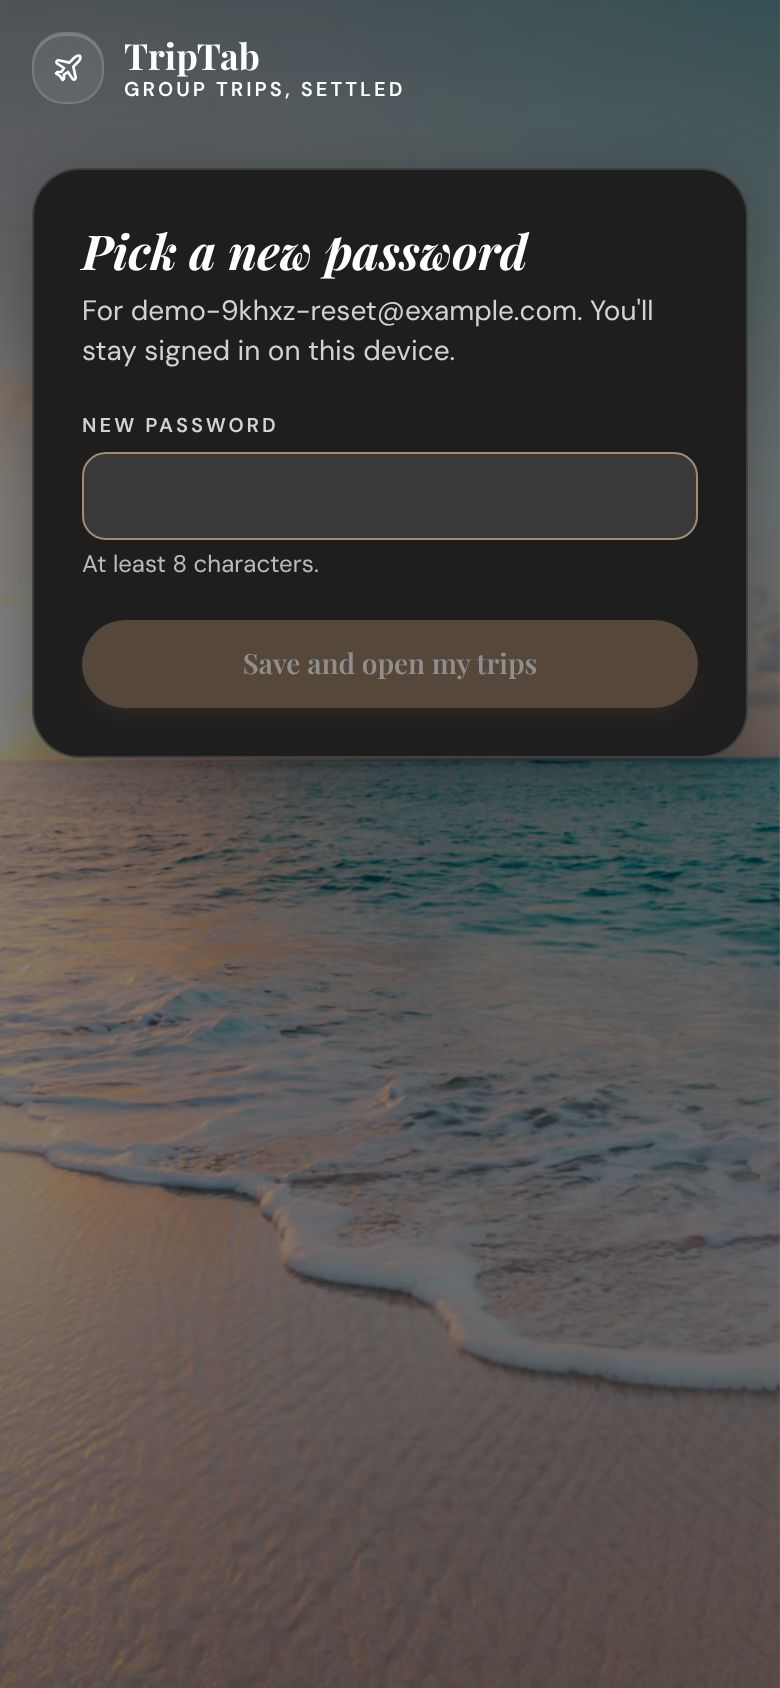 TripTab
GROUP TRIPS, SETTLED
Pick a new password
For demo-9khxz-reset@example.com. You'll
stay signed in on this device.
NEW PASSWORD
At least 8 characters.
Save and open my trips